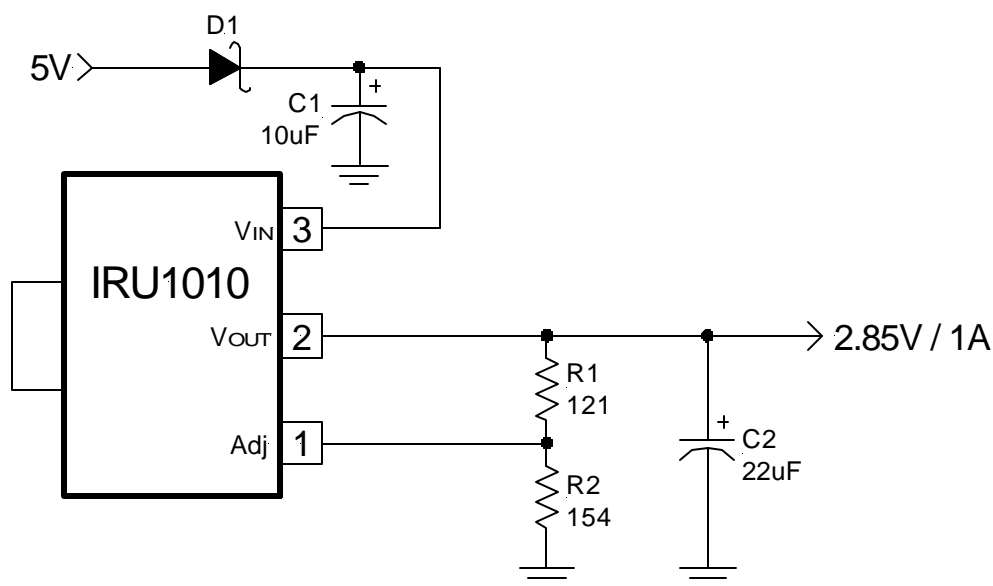 D1
5V
+
C1
10uF
VIN 3
IRU1010
VOUT 2
2.85V / 1A
R1
121
Adj 1
+
C2
22uF
R2
154